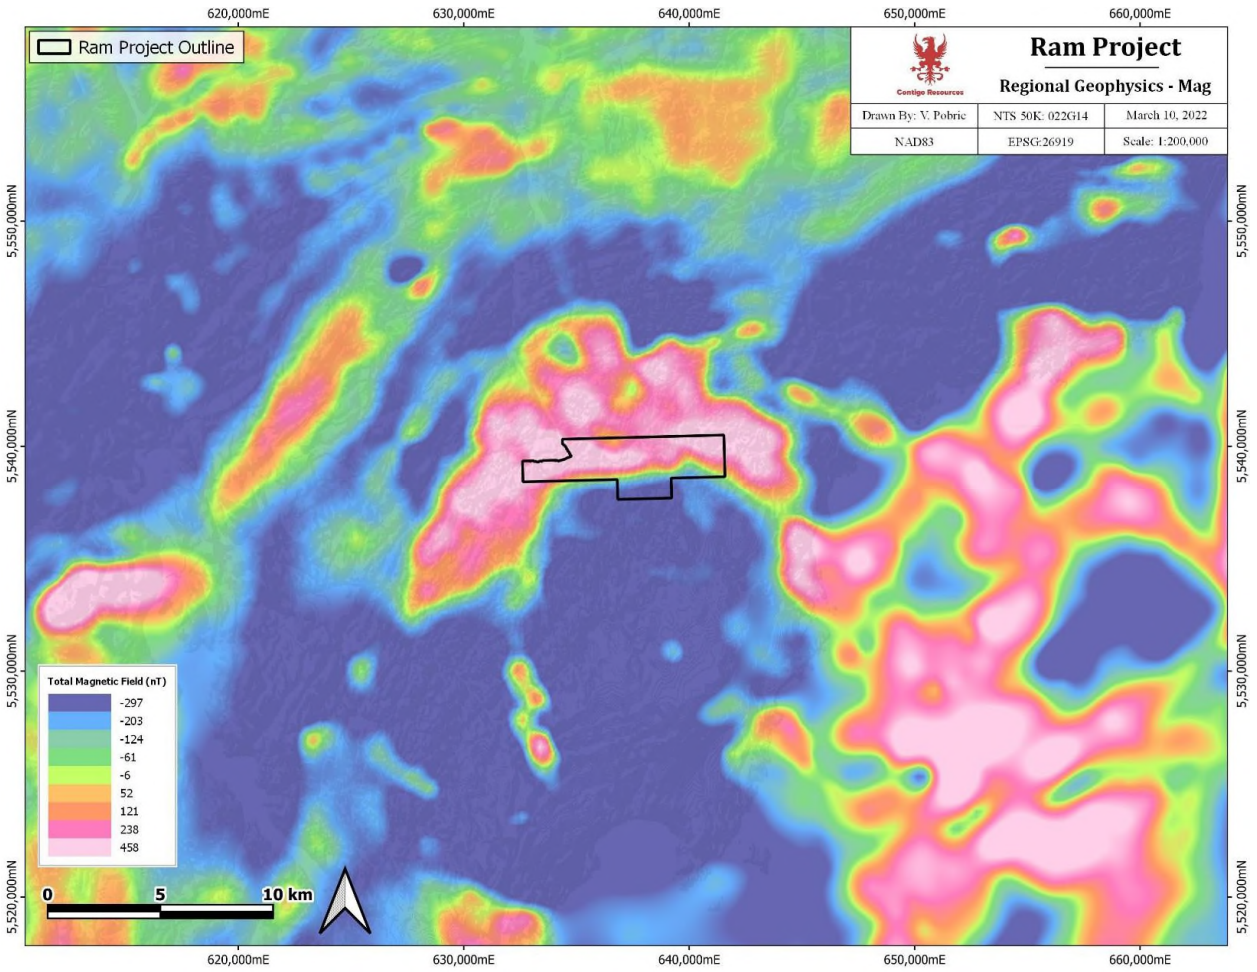 620,000mE 630,000mE 640,000mE 650,000mE 660,000mE
Ram Project Outline
Contigo Resources
Ram Project
Regional Geophysics - Mag
Drawn By: V. Pobric NTS 50K: 022G14 March 10, 2022
NAD83 EPSG:26919 Scale: 1:200,000
5,550,000mN 5,550,000mN
5,540,000mN 5,540,000mN
5,530,000mN 5,530,000mN
Total Magnetic Field (nT)
-297
-203
-124
-61
-6
52
121
238
458
5,520,000mN 5,520,000mN
0 5 10 km
620,000mE 630,000mE 640,000mE 650,000mE 660,000mE